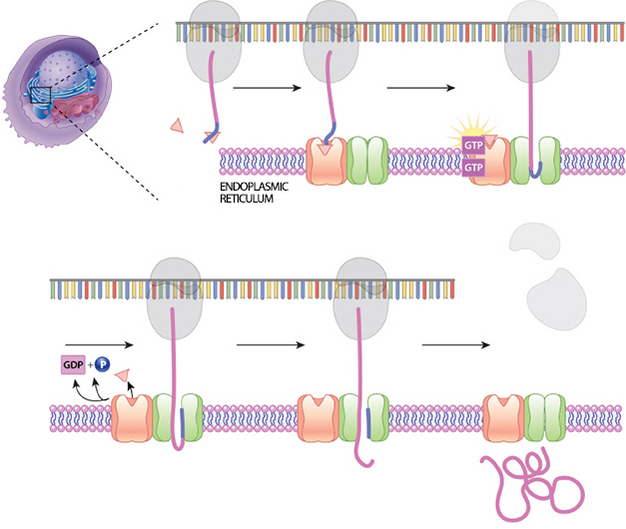 GTP
GTP
ENDOPLASMIC
RETICULUM
GDP + P